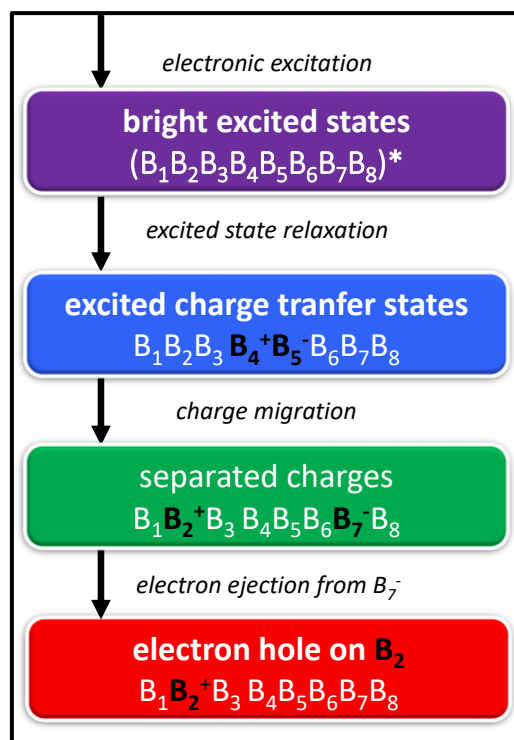 electronic excitation
bright excited states
(B₁B₂B₃B₄B₅B₆B₇B₈)*
excited state relaxation
excited charge tranfer states
B₁B₂B₃ B₄⁺B₅⁻B₆B₇B₈
charge migration
separated charges
B₁B₂⁺B₃ B₄B₅B₆B₇⁻B₈
electron ejection from B₇⁻
electron hole on B₂
B₁B₂⁺B₃ B₄B₅B₆B₇B₈